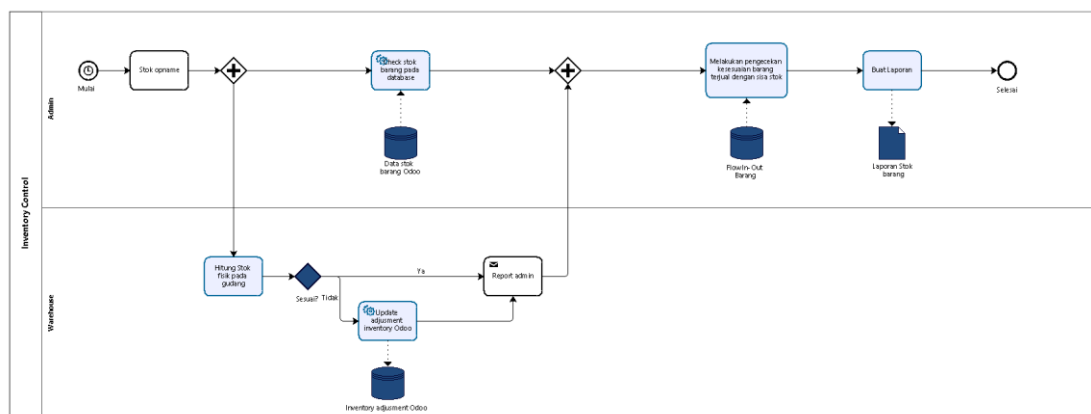 Inventory Control
Admin
Mulai
Stok opname
Check stok
barang pada
database
Data stok
barang Odoo
Melakukan pengecekan
kesesuaian barang
terjual dengan sisa stok
Flow In- Out
Barang
Buat Laporan
Laporan Stok
barang
Selesai
Warehouse
Hitung Stok
fisik pada
gudang
Sesuai?
Tidak
Ya
Update
adjusment
inventory Odoo
Inventory adjusment Odoo
Report admin